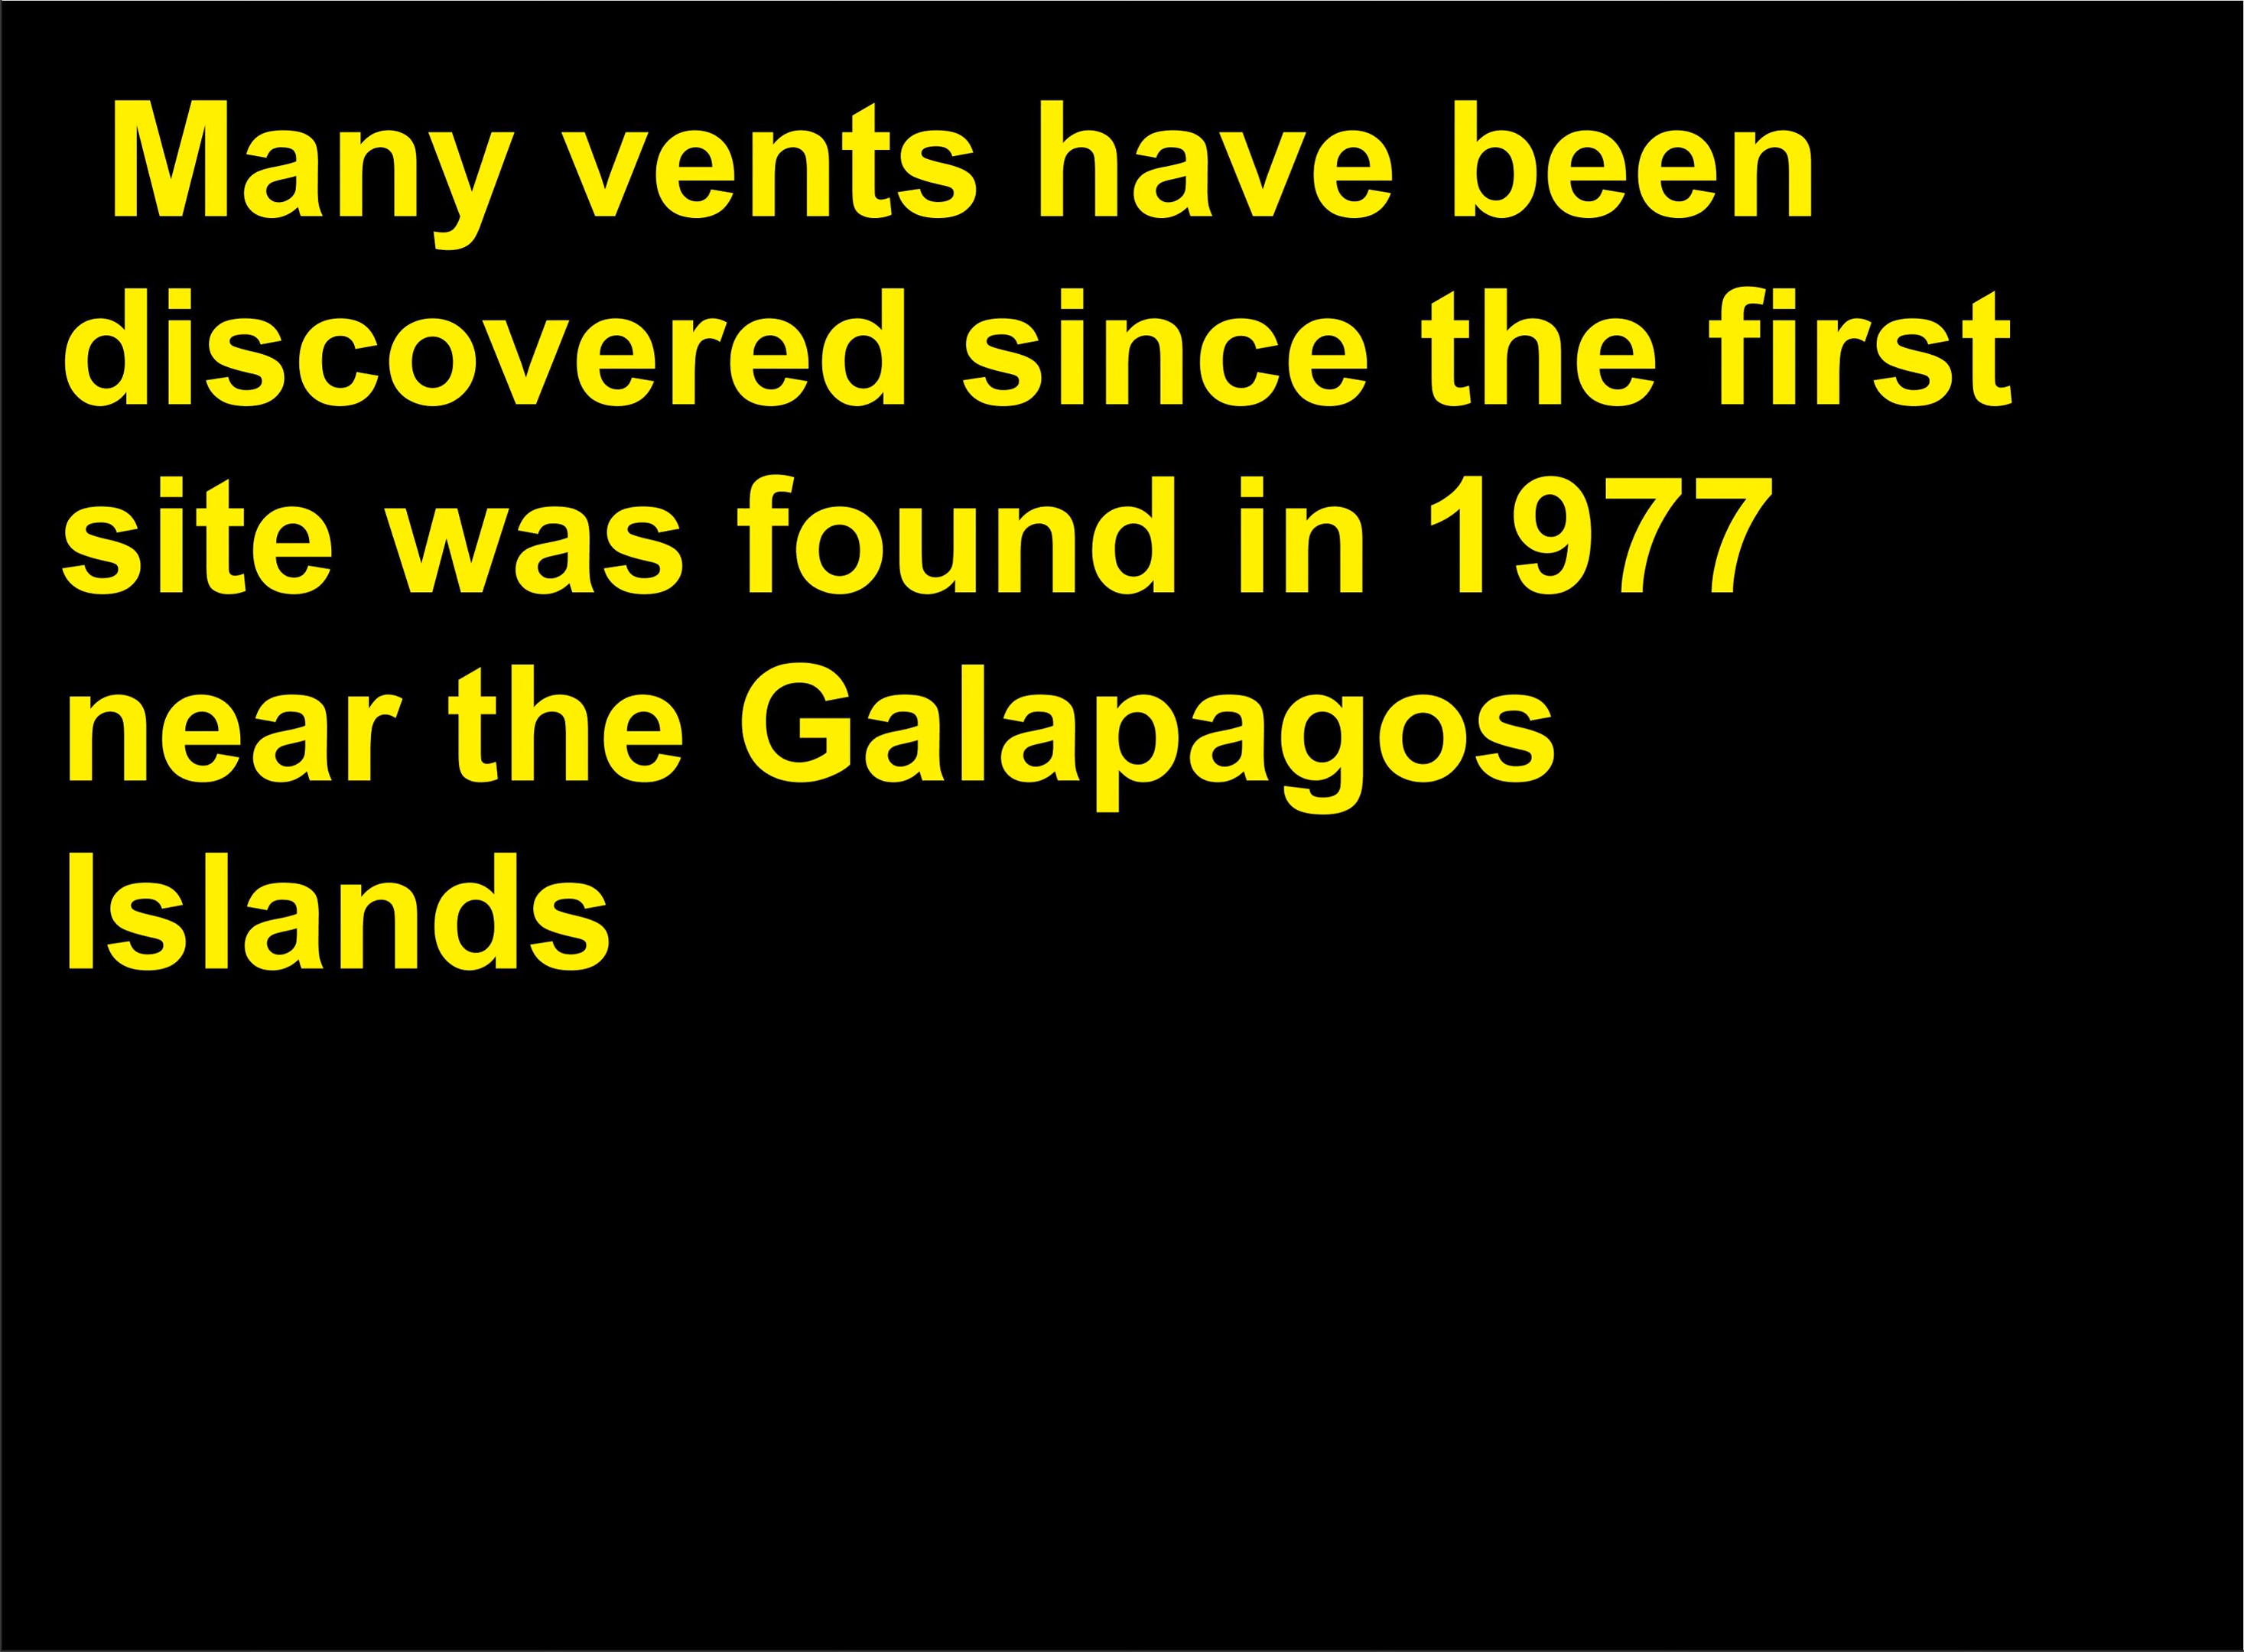 Many vents have been
discovered since the first
site was found in 1977
near the Galapagos
Islands